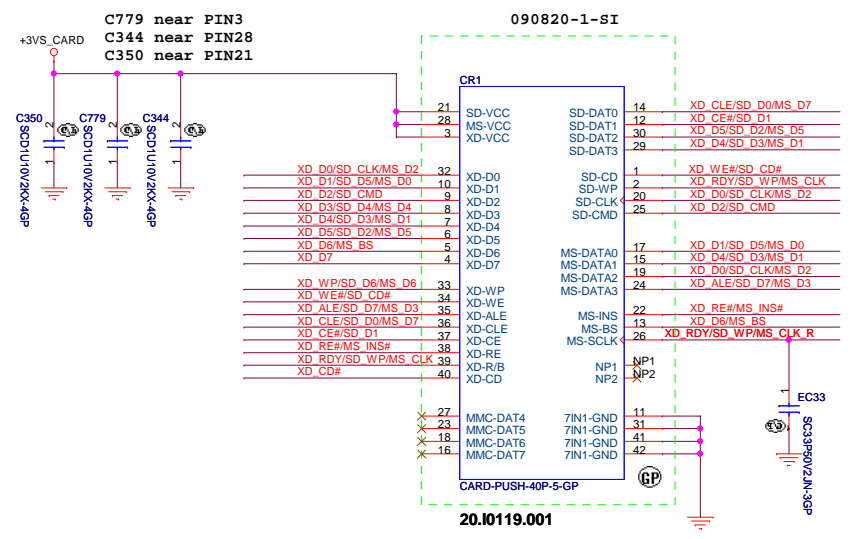 C779 near PIN3
C344 near PIN28
C350 near PIN21
090820-1-SI
+3VS_CARD
C350
SCD1U10V2KX-4GP
2
1
C779
SCD1U10V2KX-4GP
2
1
C344
SCD1U10V2KX-4GP
2
1
CR1
21 SD-VCC
28 MS-VCC
3 XD-VCC
XD_D0/SD_CLK/MS_D2 32 XD-D0
XD_D1/SD_D5/MS_D0 10 XD-D1
XD_D2/SD_CMD 9 XD-D2
XD_D3/SD_D4/MS_D4 8 XD-D3
XD_D4/SD_D3/MS_D1 7 XD-D4
XD_D5/SD_D2/MS_D5 6 XD-D5
XD_D6/MS_BS 5 XD-D6
XD_D7 4 XD-D7
XD_WP/SD_D6/MS_D6 33 XD-WP
XD_WE#/SD_CD# 34 XD-WE
XD_ALE/SD_D7/MS_D3 35 XD-ALE
XD_CLE/SD_D0/MS_D7 36 XD-CLE
XD_CE#/SD_D1 37 XD-CE
XD_RE#/MS_INS# 38 XD-RE
XD_RDY/SD_WP/MS_CLK 39 XD-R/B
XD_CD# 40 XD-CD
27 MMC-DAT4
23 MMC-DAT5
18 MMC-DAT6
16 MMC-DAT7
SD-DAT0 14 XD_CLE/SD_D0/MS_D7
SD-DAT1 12 XD_CE#/SD_D1
SD-DAT2 30 XD_D5/SD_D2/MS_D5
SD-DAT3 29 XD_D4/SD_D3/MS_D1
SD-CD 1 XD_WE#/SD_CD#
SD-WP 2 XD_RDY/SD_WP/MS_CLK
SD-CLK 20 XD_D0/SD_CLK/MS_D2
SD-CMD 25 XD_D2/SD_CMD
MS-DATA0 17 XD_D1/SD_D5/MS_D0
MS-DATA1 15 XD_D4/SD_D3/MS_D1
MS-DATA2 19 XD_D0/SD_CLK/MS_D2
MS-DATA3 24 XD_ALE/SD_D7/MS_D3
MS-INS 22 XD_RE#/MS_INS#
MS-BS 13 XD_D6/MS_BS
MS-SCLK 26 XD_RDY/SD_WP/MS_CLK_R
NP1 NP1
NP2 NP2
7IN1-GND 11
7IN1-GND 31
7IN1-GND 41
7IN1-GND 42
1
EC33
SC33P50V2JN-3GP
GP
CARD-PUSH-40P-5-GP
20.I0119.001